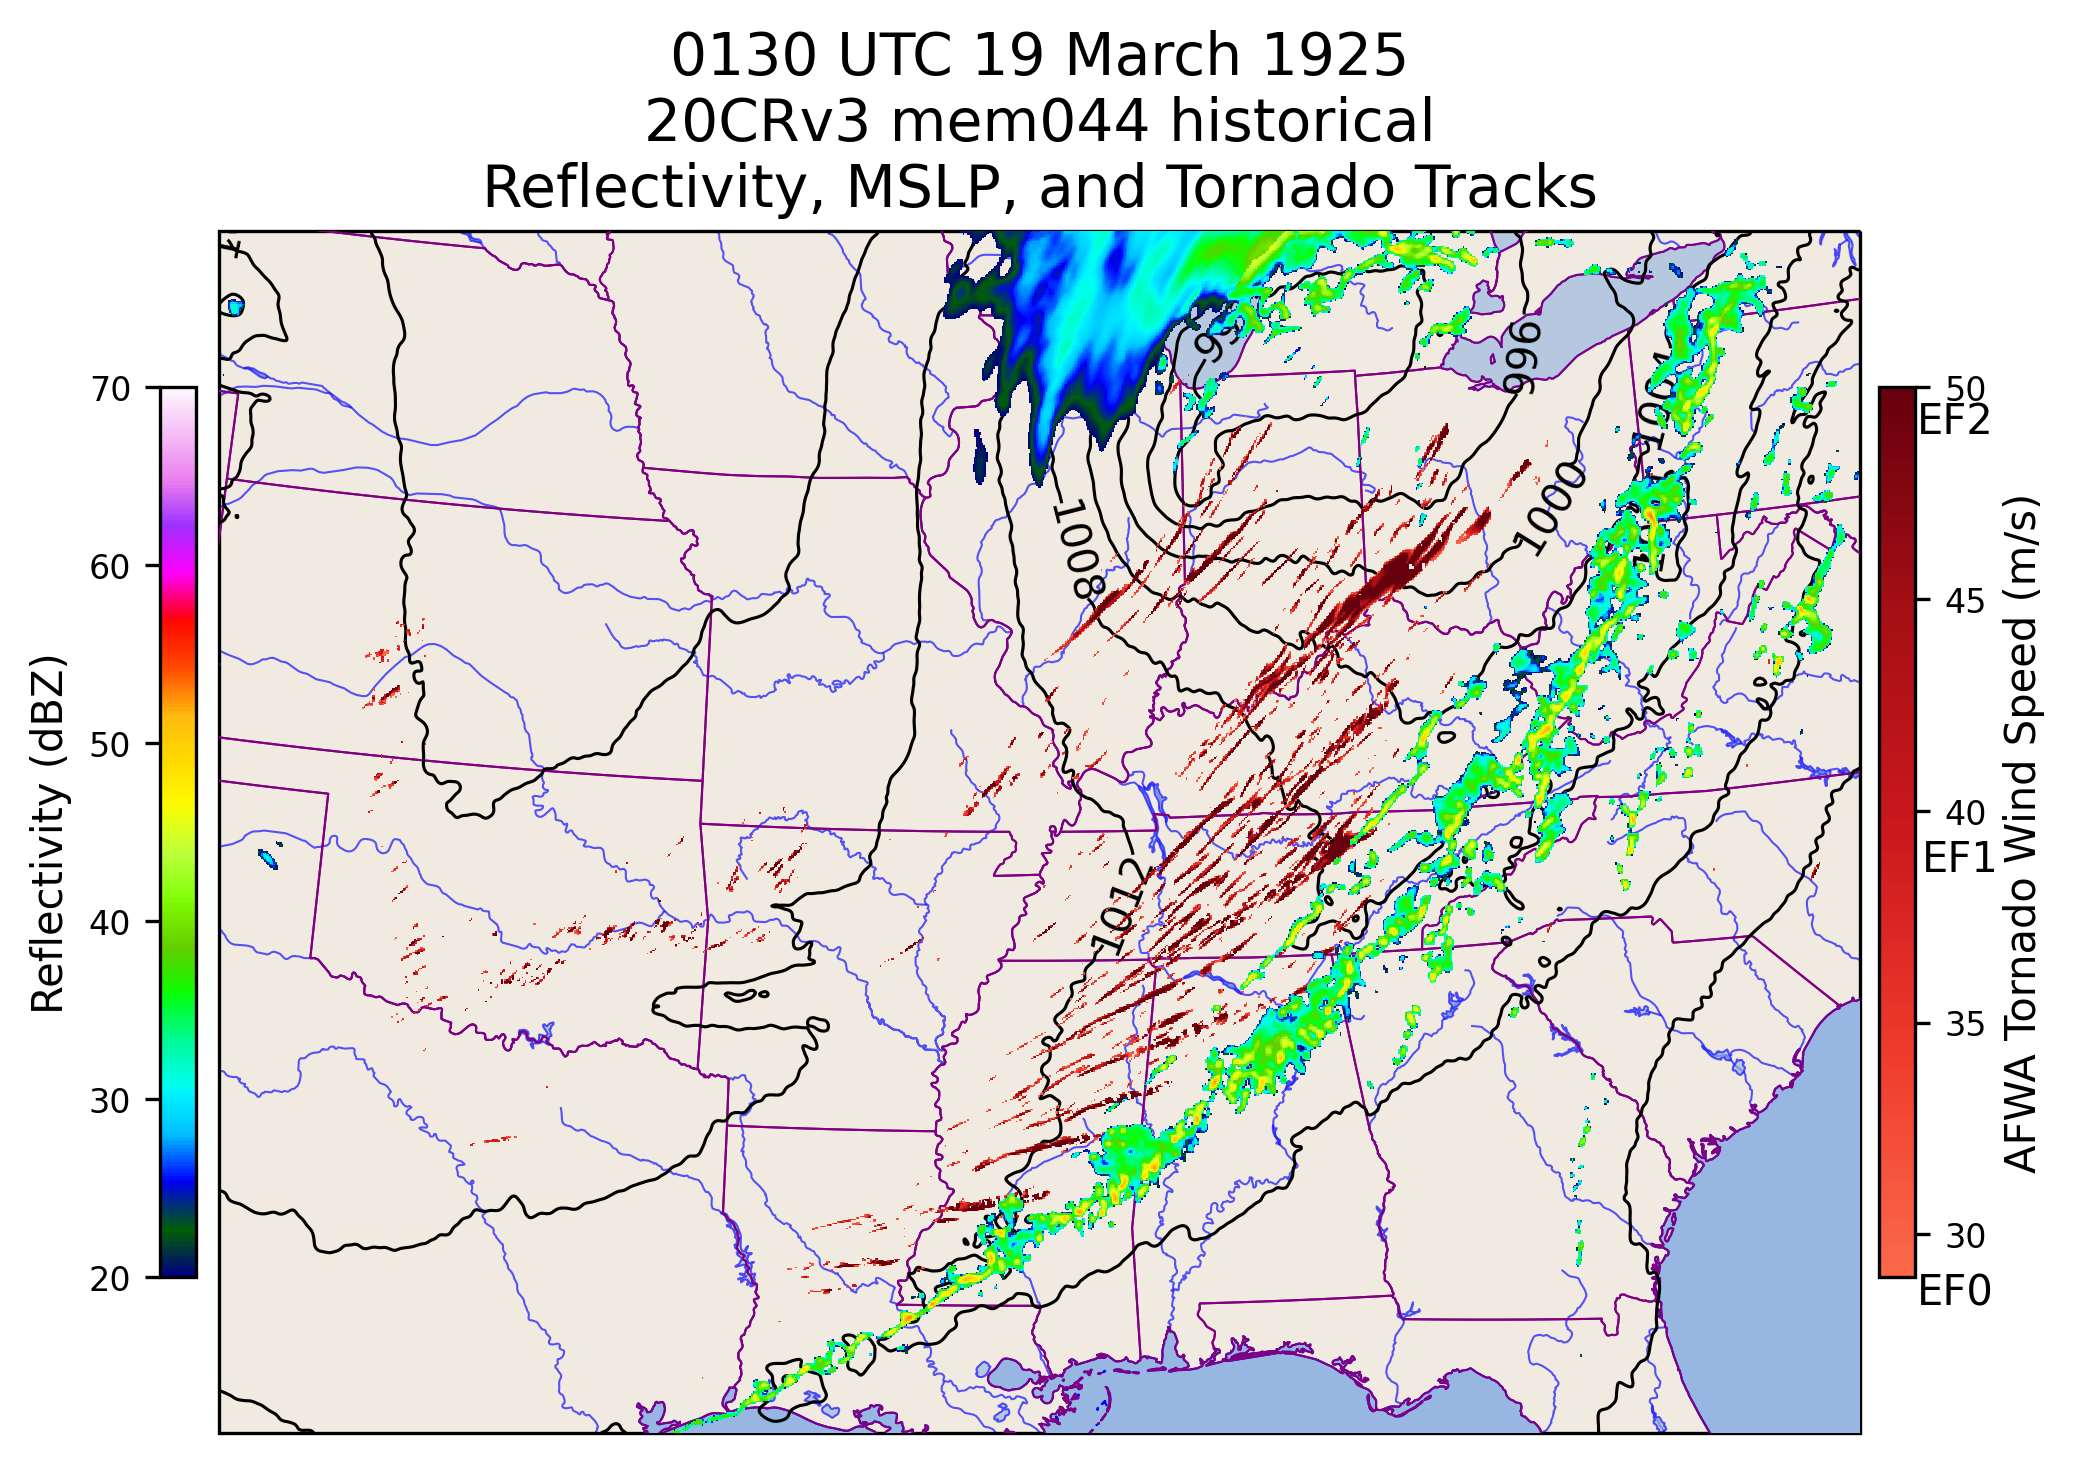 0130 UTC 19 March 1925
20CRv3 mem044 historical
Reflectivity, MSLP, and Tornado Tracks
Reflectivity (dBZ)
70
60
50
40
30
20
996
1004
1000
1008
1012
50
EF2
45
40
EF1
35
30
EF0
AFWA Tornado Wind Speed (m/s)